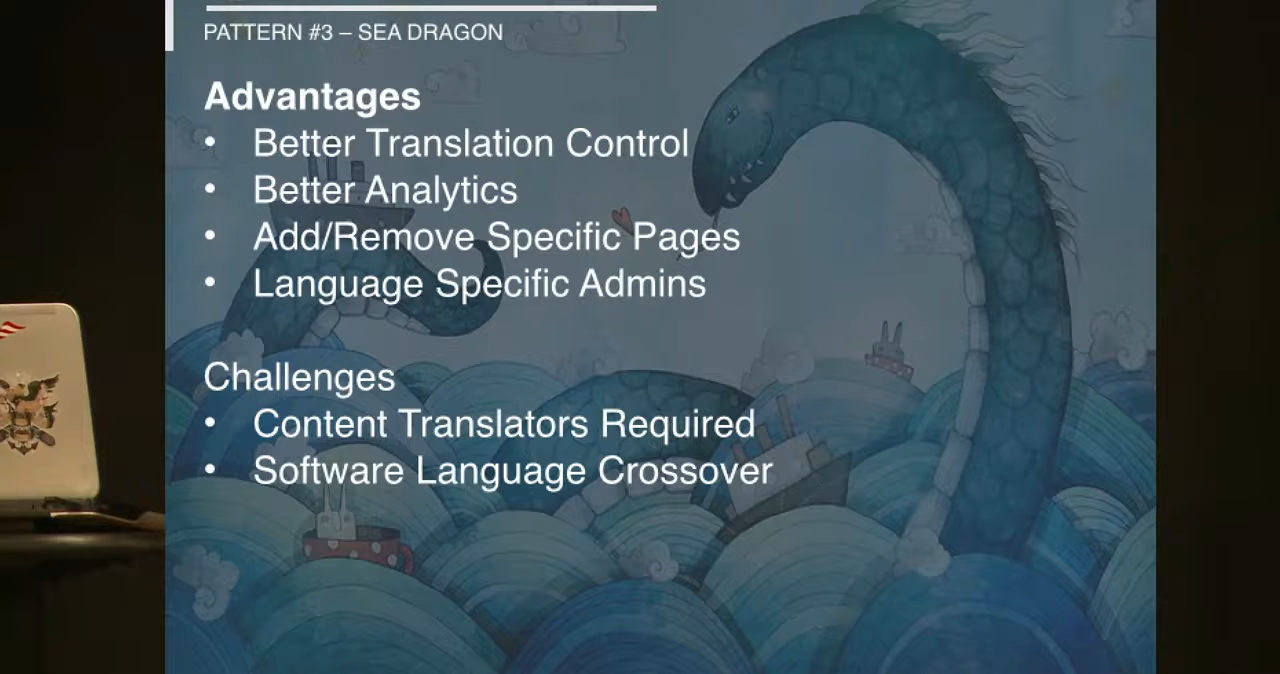 PATTERN #3 – SEA DRAGON
Advantages
• Better Translation Control
• Better Analytics
• Add/Remove Specific Pages
• Language Specific Admins
Challenges
• Content Translators Required
• Software Language Crossover